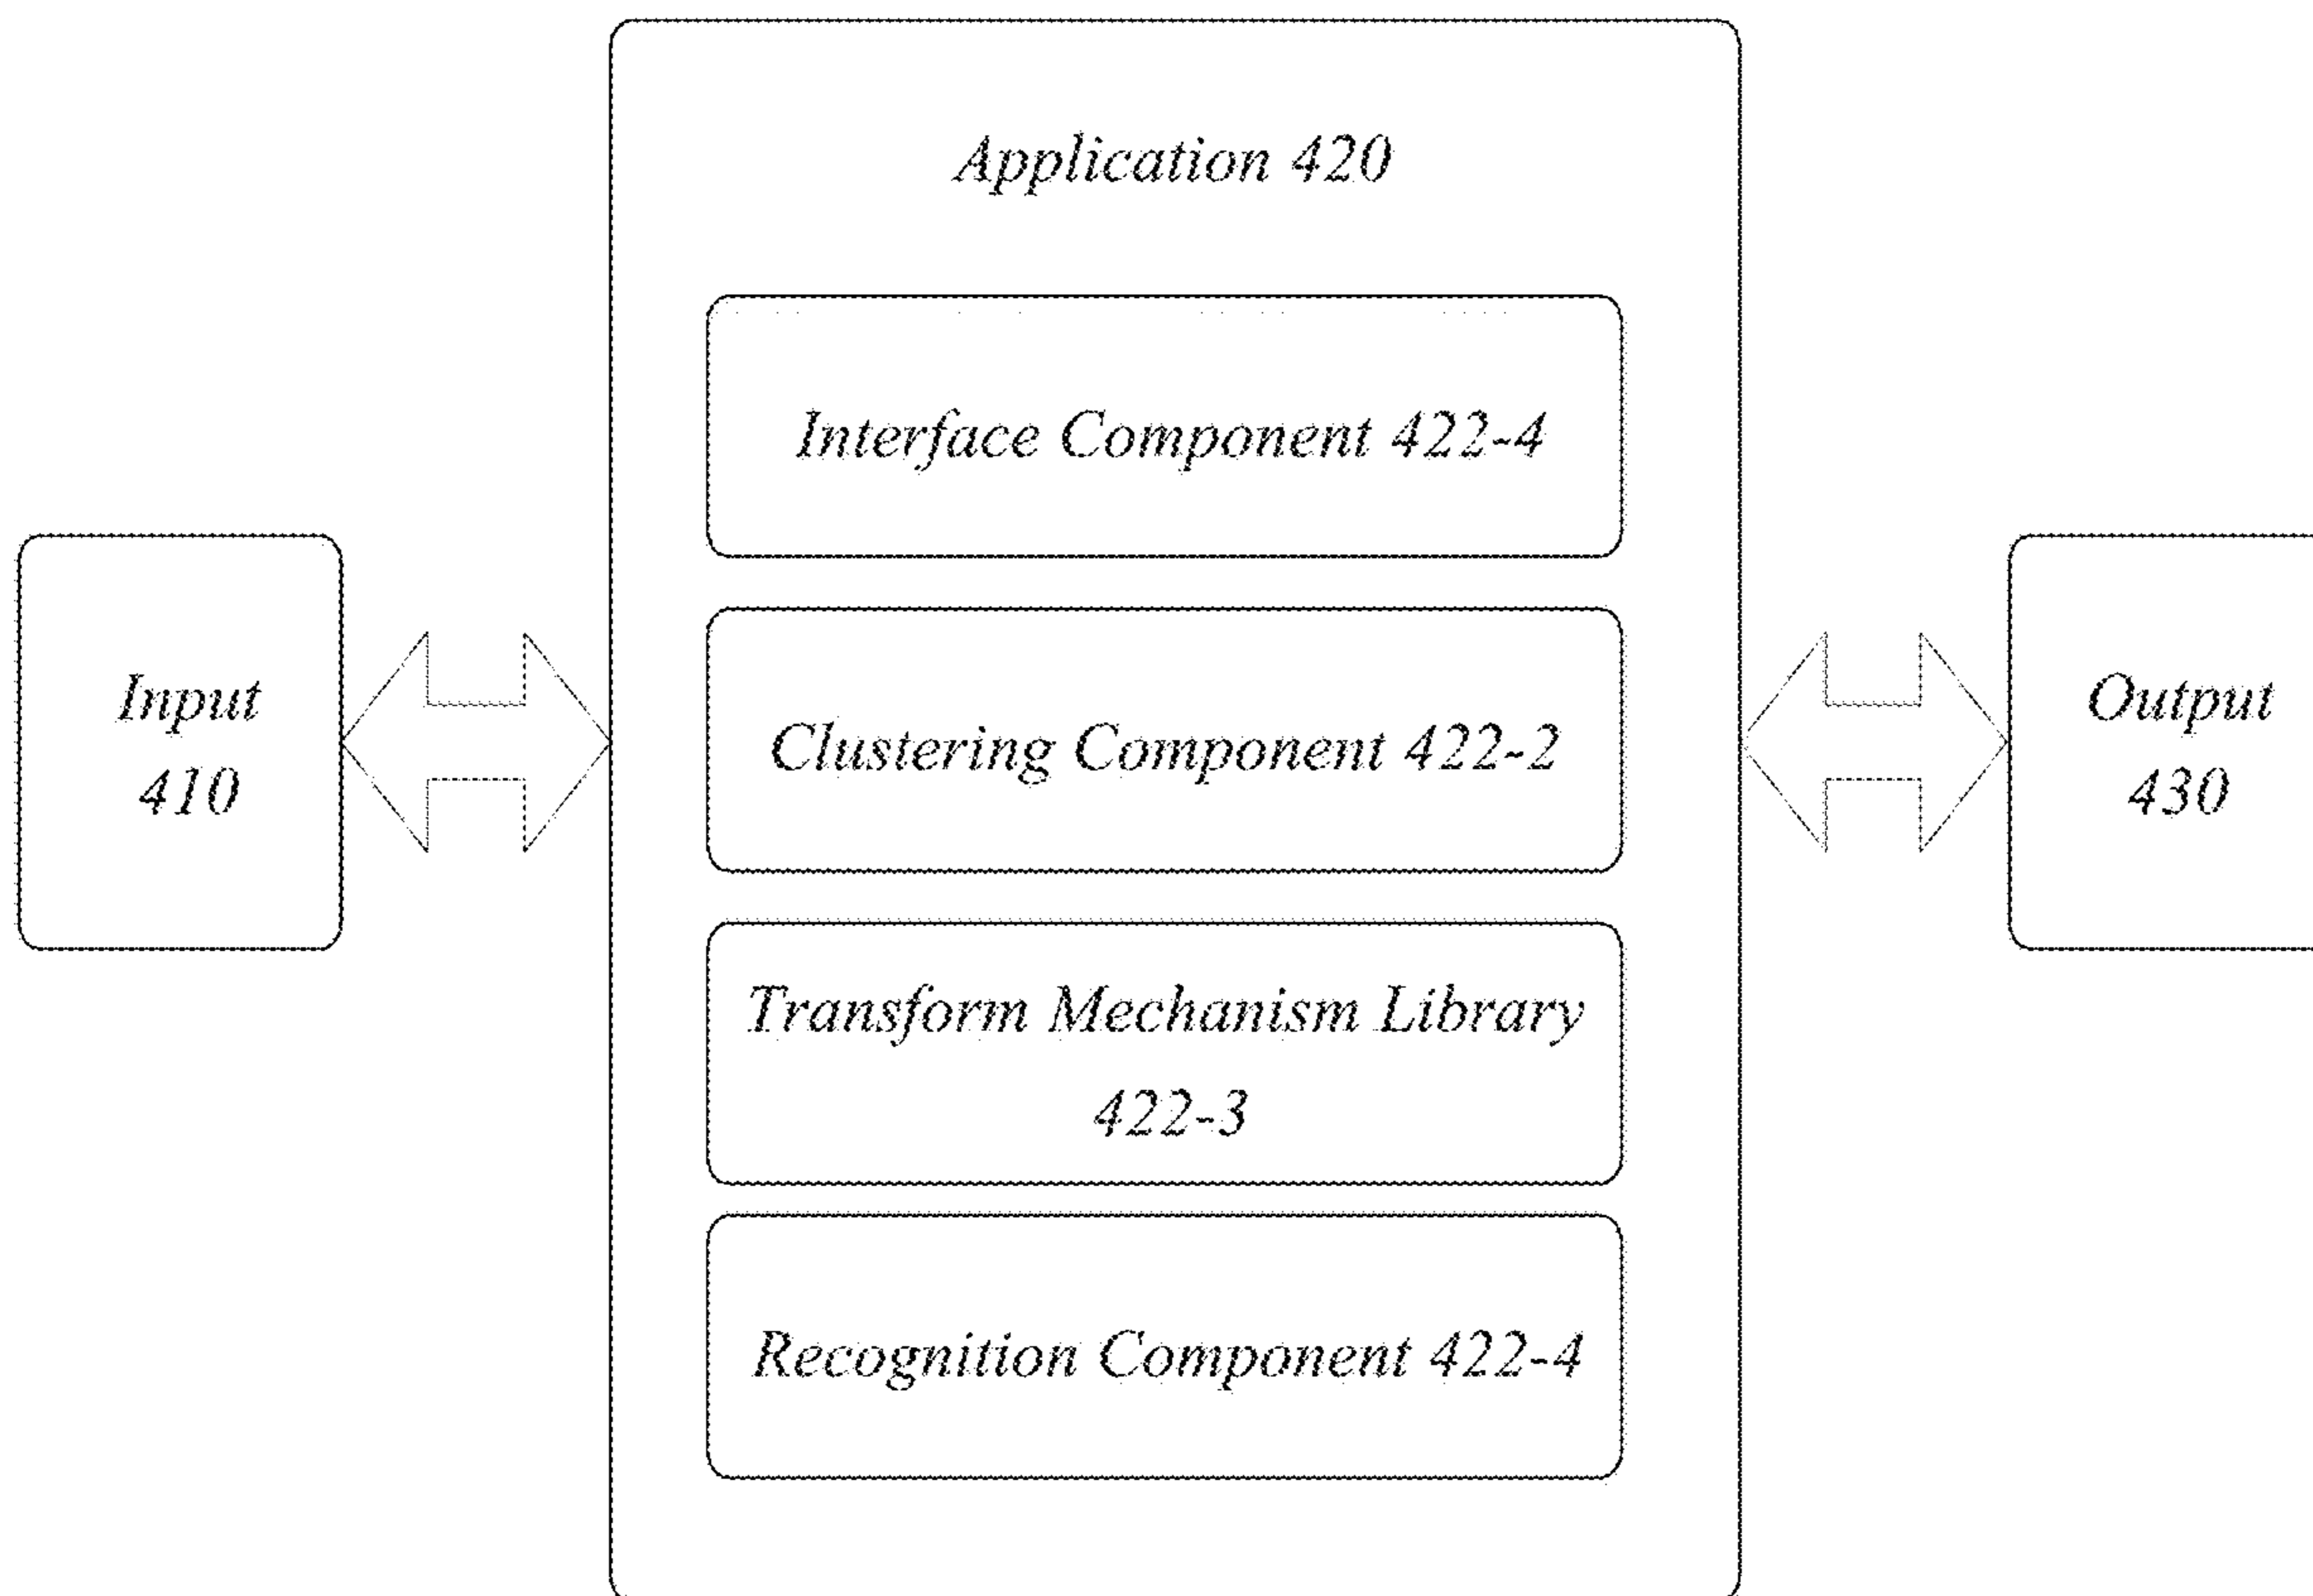 Application 420
Interface Component 422-4
Input
410
Clustering Component 422-2
Output
430
Transform Mechanism Library
422-3
Recognition Component 422-4